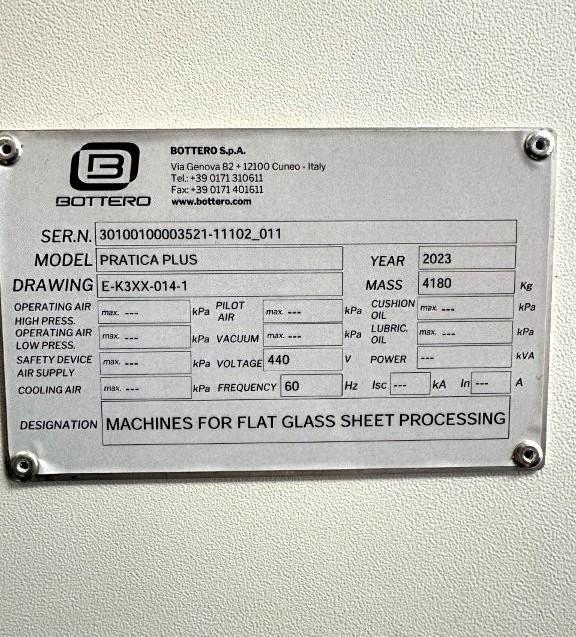 BOTTERO
BOTTERO S.p.A.
Via Genova 82 - 12100 Cuneo - Italy
Tel.: +39 0171 310611
Fax: +39 0171 401611
www.bottero.com
SER.N. 30100100003521-11102_011
MODEL PRATICA PLUS YEAR 2023
DRAWING E-K3XX-014-1 MASS 4180 Kg
OPERATING AIR HIGH PRESS. max. --- kPa PILOT AIR max. --- kPa CUSHION OIL max. --- kPa
OPERATING AIR LOW PRESS. max. --- kPa VACUUM max. --- kPa LUBRIC. OIL max. --- kPa
SAFETY DEVICE AIR SUPPLY max. --- kPa VOLTAGE 440 V POWER --- kVA
COOLING AIR max. --- kPa FREQUENCY 60 Hz Isc --- kA In --- A
DESIGNATION MACHINES FOR FLAT GLASS SHEET PROCESSING